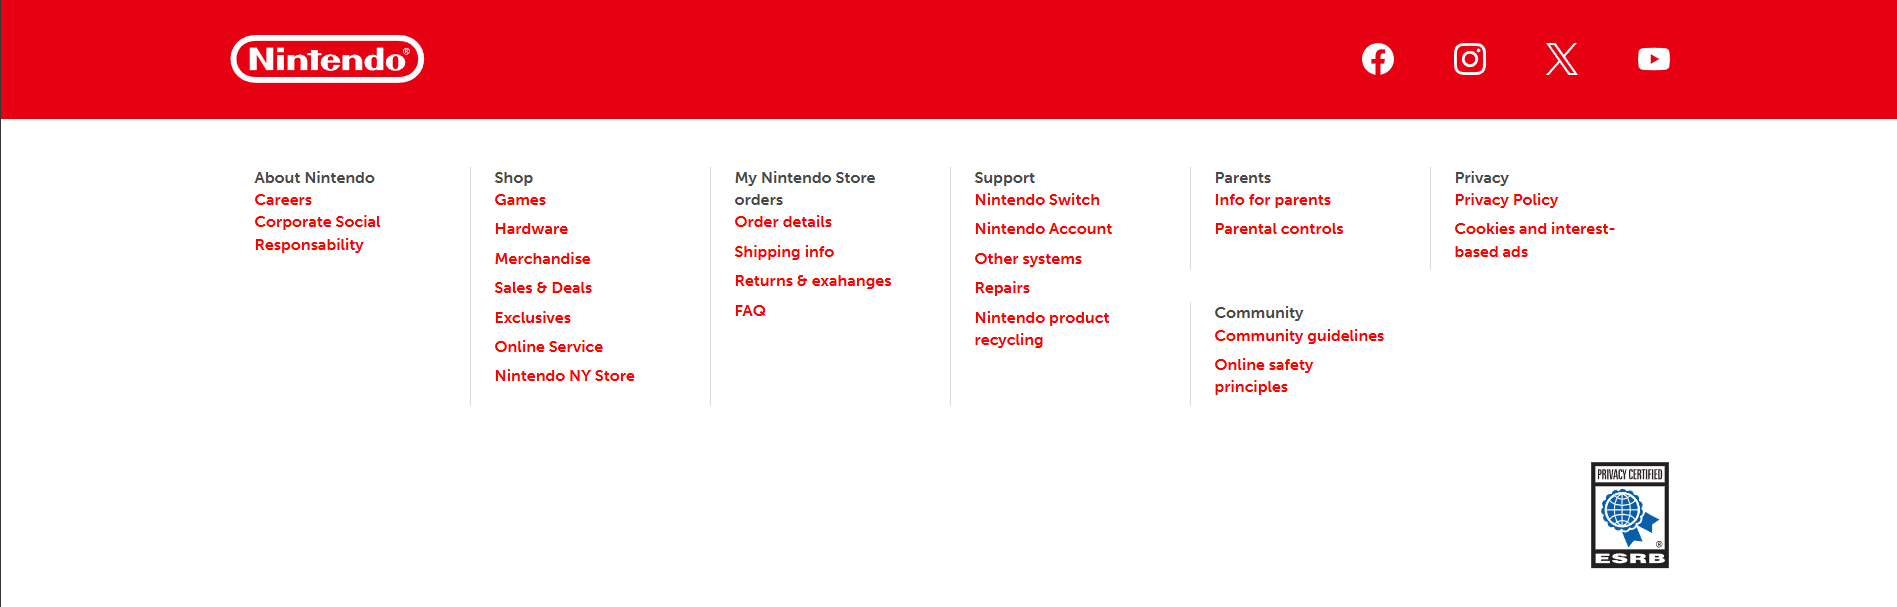 Nintendo®
About Nintendo
Careers
Corporate Social
Responsability
Shop
Games
Hardware
Merchandise
Sales & Deals
Exclusives
Online Service
Nintendo NY Store
My Nintendo Store
orders
Order details
Shipping info
Returns & exahanges
FAQ
Support
Nintendo Switch
Nintendo Account
Other systems
Repairs
Nintendo product
recycling
Parents
Info for parents
Parental controls
Community
Community guidelines
Online safety
principles
Privacy
Privacy Policy
Cookies and interest-
based ads
PRIVACY CERTIFIED
®
ESRB